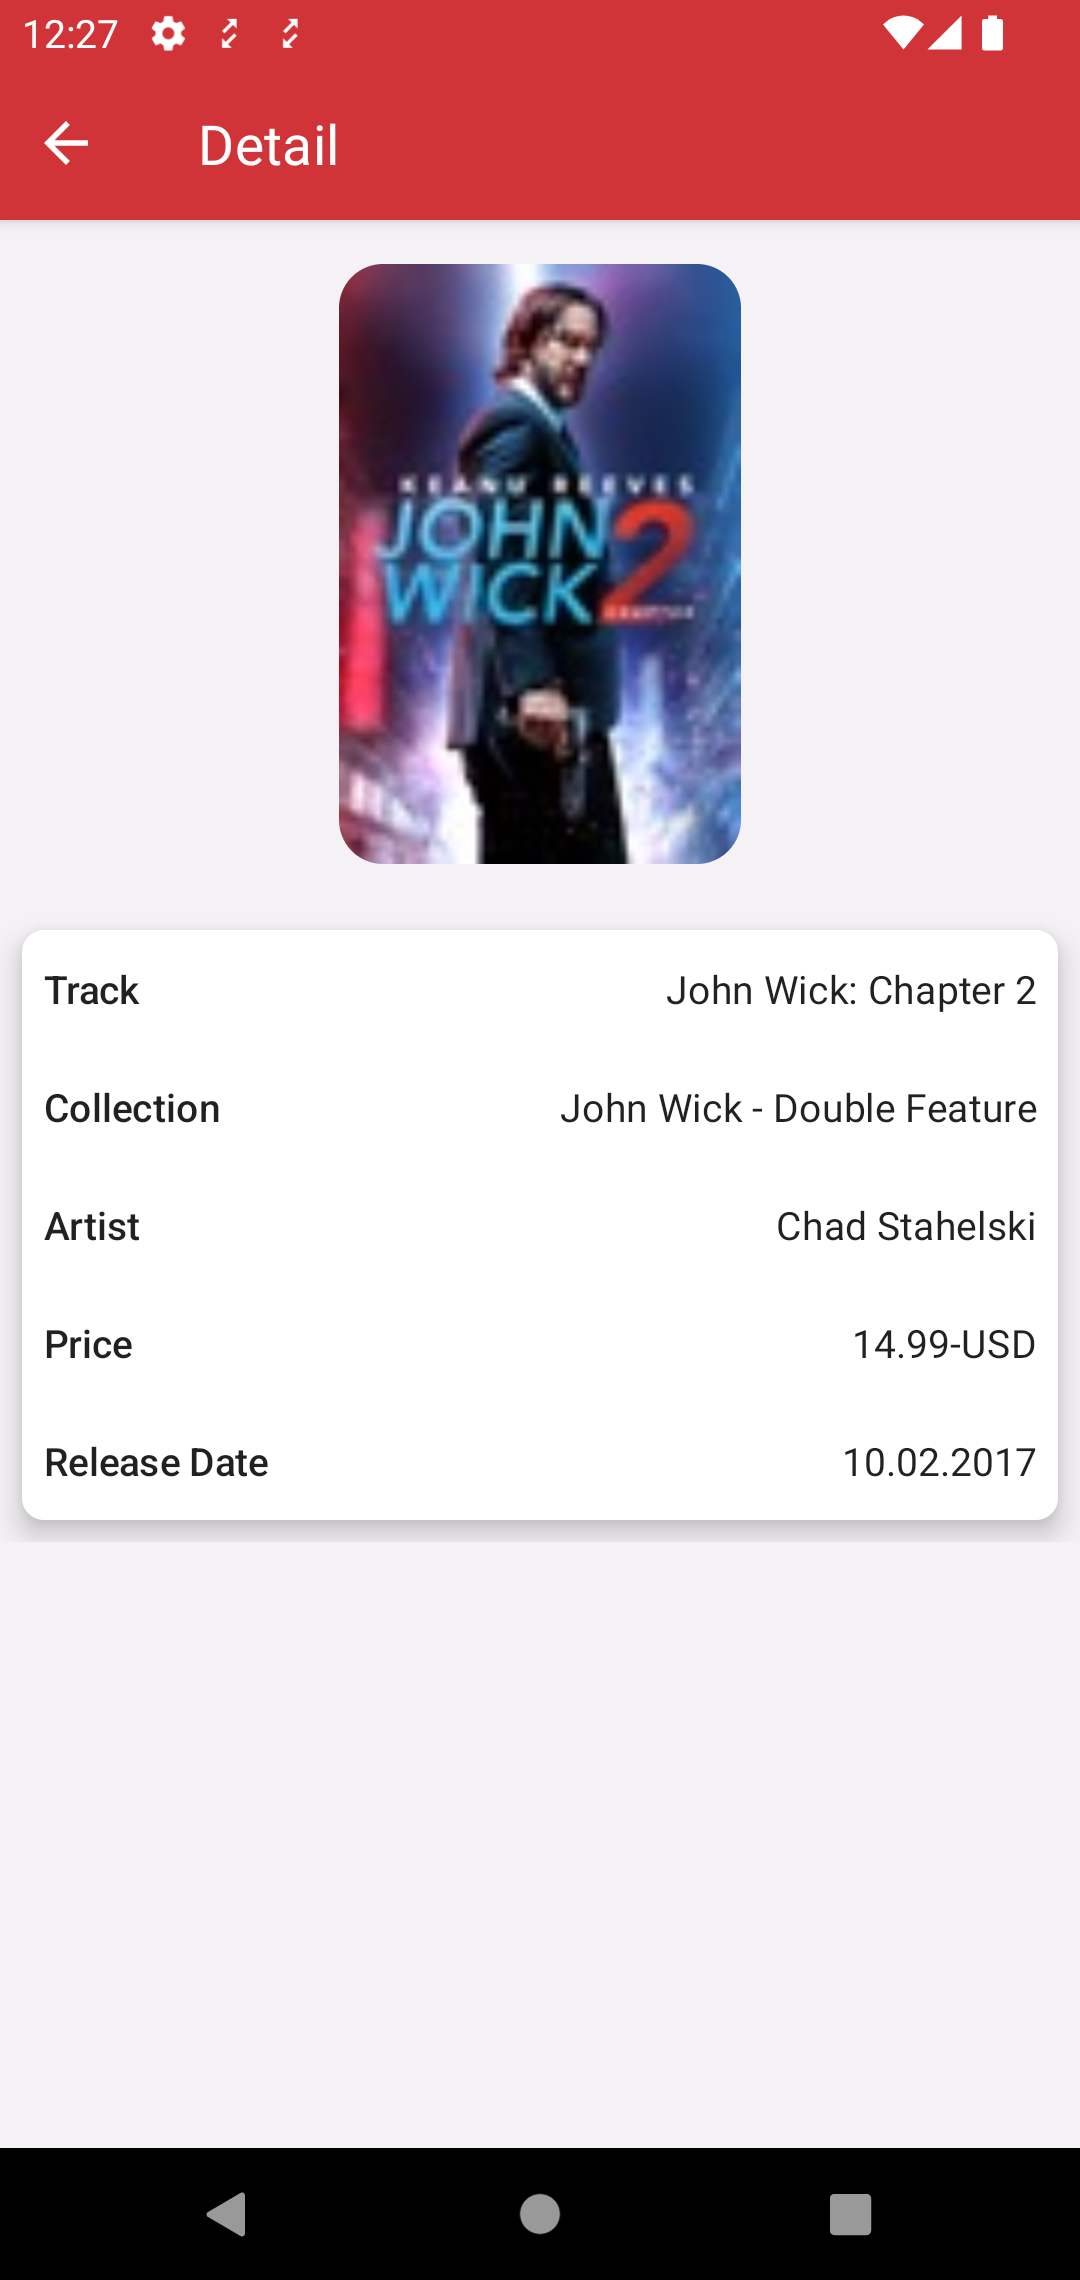 12:27
Detail
KEANU REEVES
JOHN
WICK 2
Track John Wick: Chapter 2
Collection John Wick - Double Feature
Artist Chad Stahelski
Price 14.99-USD
Release Date 10.02.2017